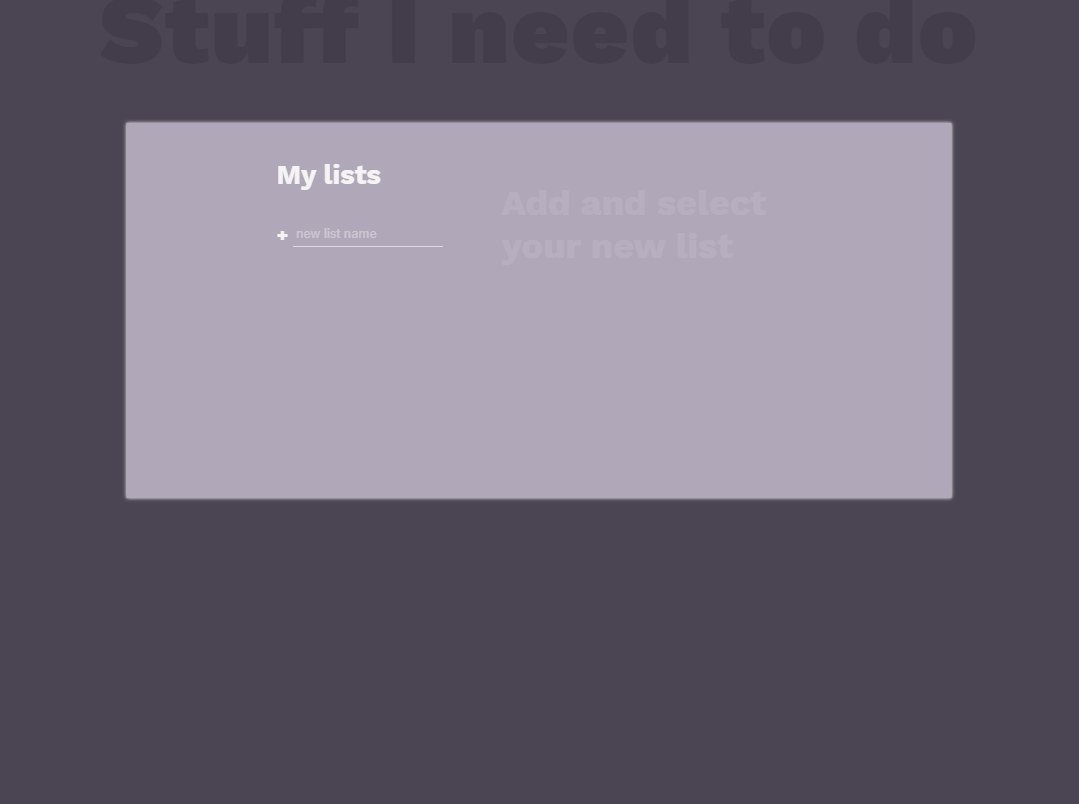 Stuff I need to do
My lists
+ new list name
Add and select
your new list